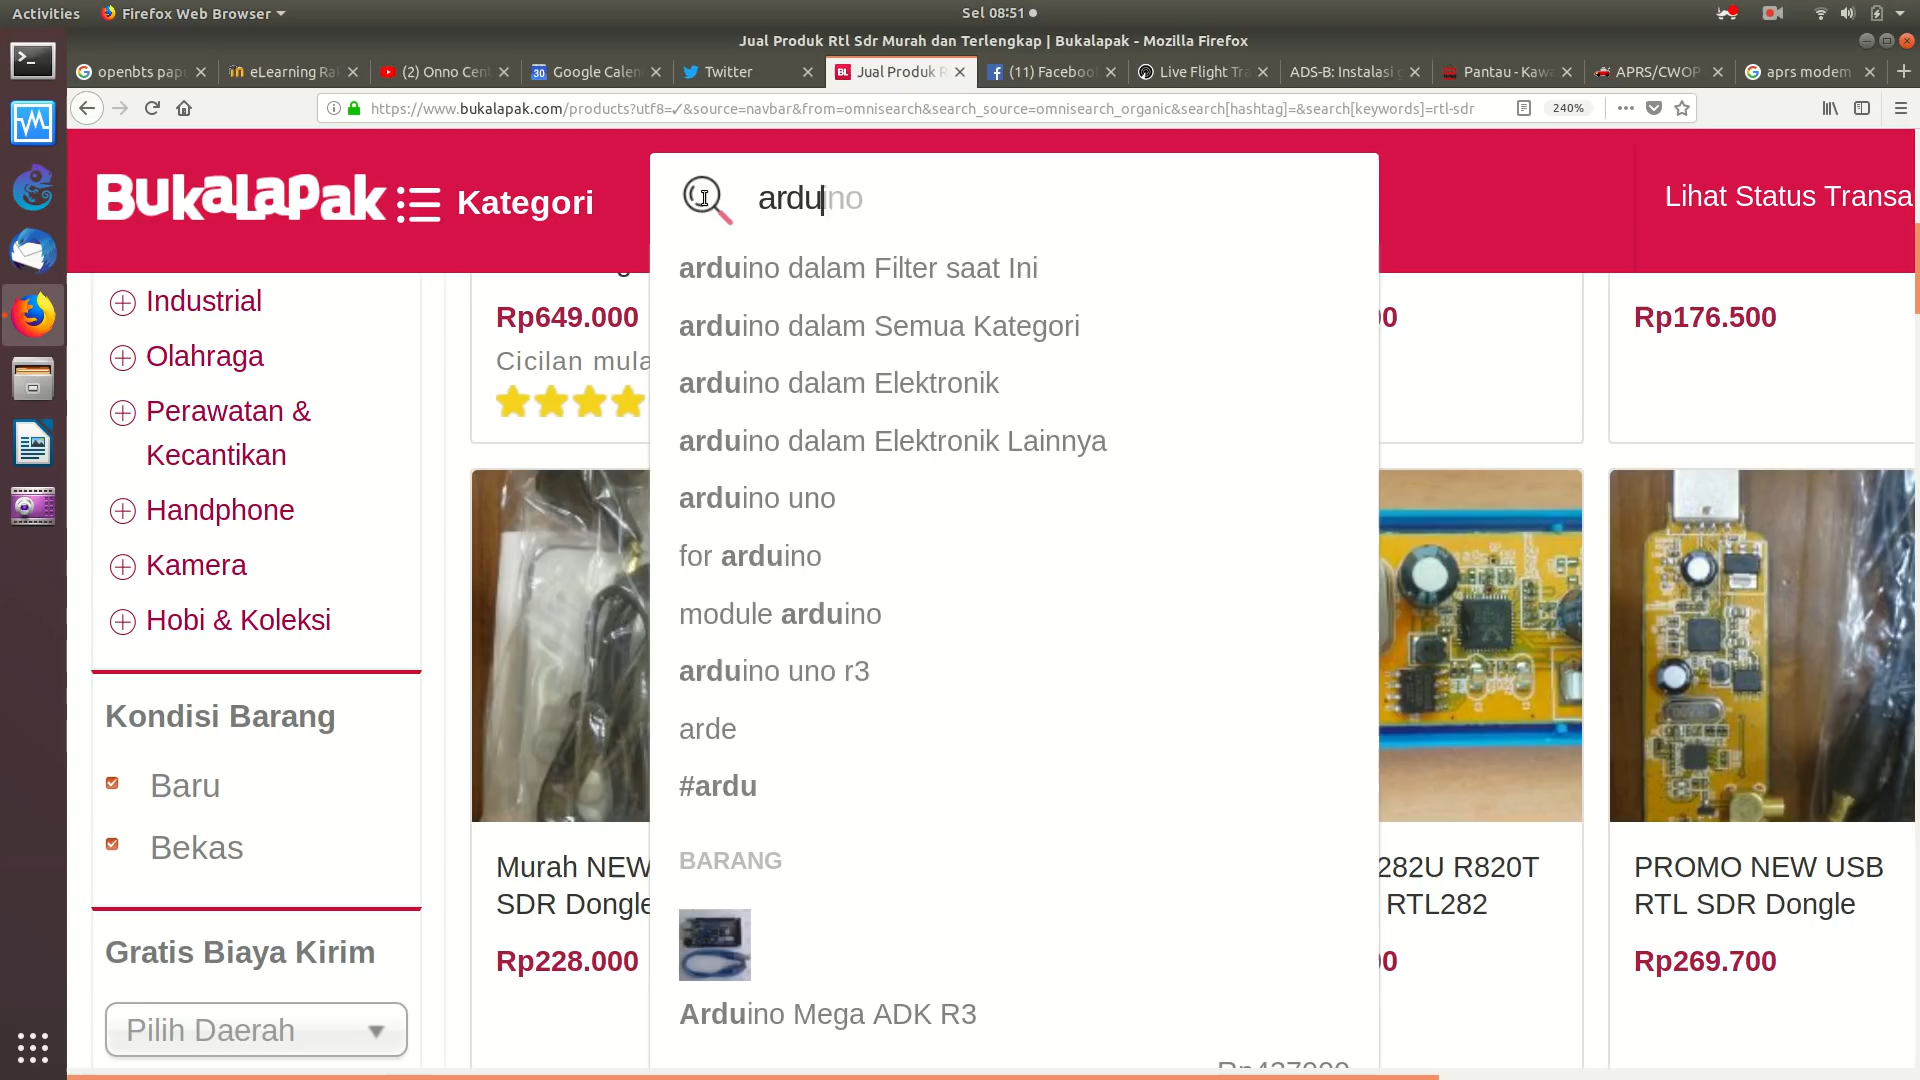 Activities
Firefox Web Browser
Sel 08:51
Jual Produk Rtl Sdr Murah dan Terlengkap | Bukalapak - Mozilla Firefox
openbts pap
eLearning Ra
(2) Onno Cen
Google Calen
Twitter
Jual Produk R
(11) Faceboo
Live Flight Tra
ADS-B: Instalasi
Pantau - Kaw
APRS/CWOP
aprs modem
https://www.bukalapak.com/products?utf8=✓&source=navbar&from=omnisearch&search_source=omnisearch_organic&search[hashtag]=&search[keywords]=rtl-sdr
240%
BukaLapak
Kategori
arduino
Lihat Status Transa
Industrial
Olahraga
Perawatan &
Kecantikan
Handphone
Kamera
Hobi & Koleksi
Kondisi Barang
Baru
Bekas
Gratis Biaya Kirim
Pilih Daerah
Rp649.000
Cicilan mula
Rp176.500
arduino dalam Filter saat Ini
arduino dalam Semua Kategori
arduino dalam Elektronik
arduino dalam Elektronik Lainnya
arduino uno
for arduino
module arduino
arduino uno r3
arde
#ardu
BARANG
Arduino Mega ADK R3
Murah NEW
SDR Dongle
Rp228.000
282U R820T
RTL282
PROMO NEW USB
RTL SDR Dongle
Rp269.700